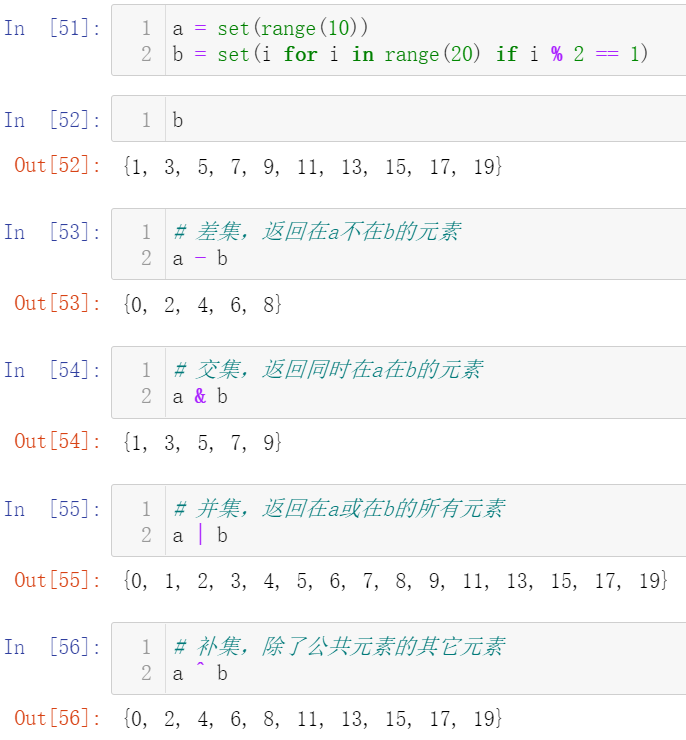 In [51]: 1 a = set(range(10))
2 b = set(i for i in range(20) if i % 2 == 1)
In [52]: 1 b
Out[52]: {1, 3, 5, 7, 9, 11, 13, 15, 17, 19}
In [53]: 1 # 差集，返回在a不在b的元素
2 a - b
Out[53]: {0, 2, 4, 6, 8}
In [54]: 1 # 交集，返回同时在a在b的元素
2 a & b
Out[54]: {1, 3, 5, 7, 9}
In [55]: 1 # 并集，返回在a或在b的所有元素
2 a | b
Out[55]: {0, 1, 2, 3, 4, 5, 6, 7, 8, 9, 11, 13, 15, 17, 19}
In [56]: 1 # 补集，除了公共元素的其它元素
2 a ^ b
Out[56]: {0, 2, 4, 6, 8, 11, 13, 15, 17, 19}